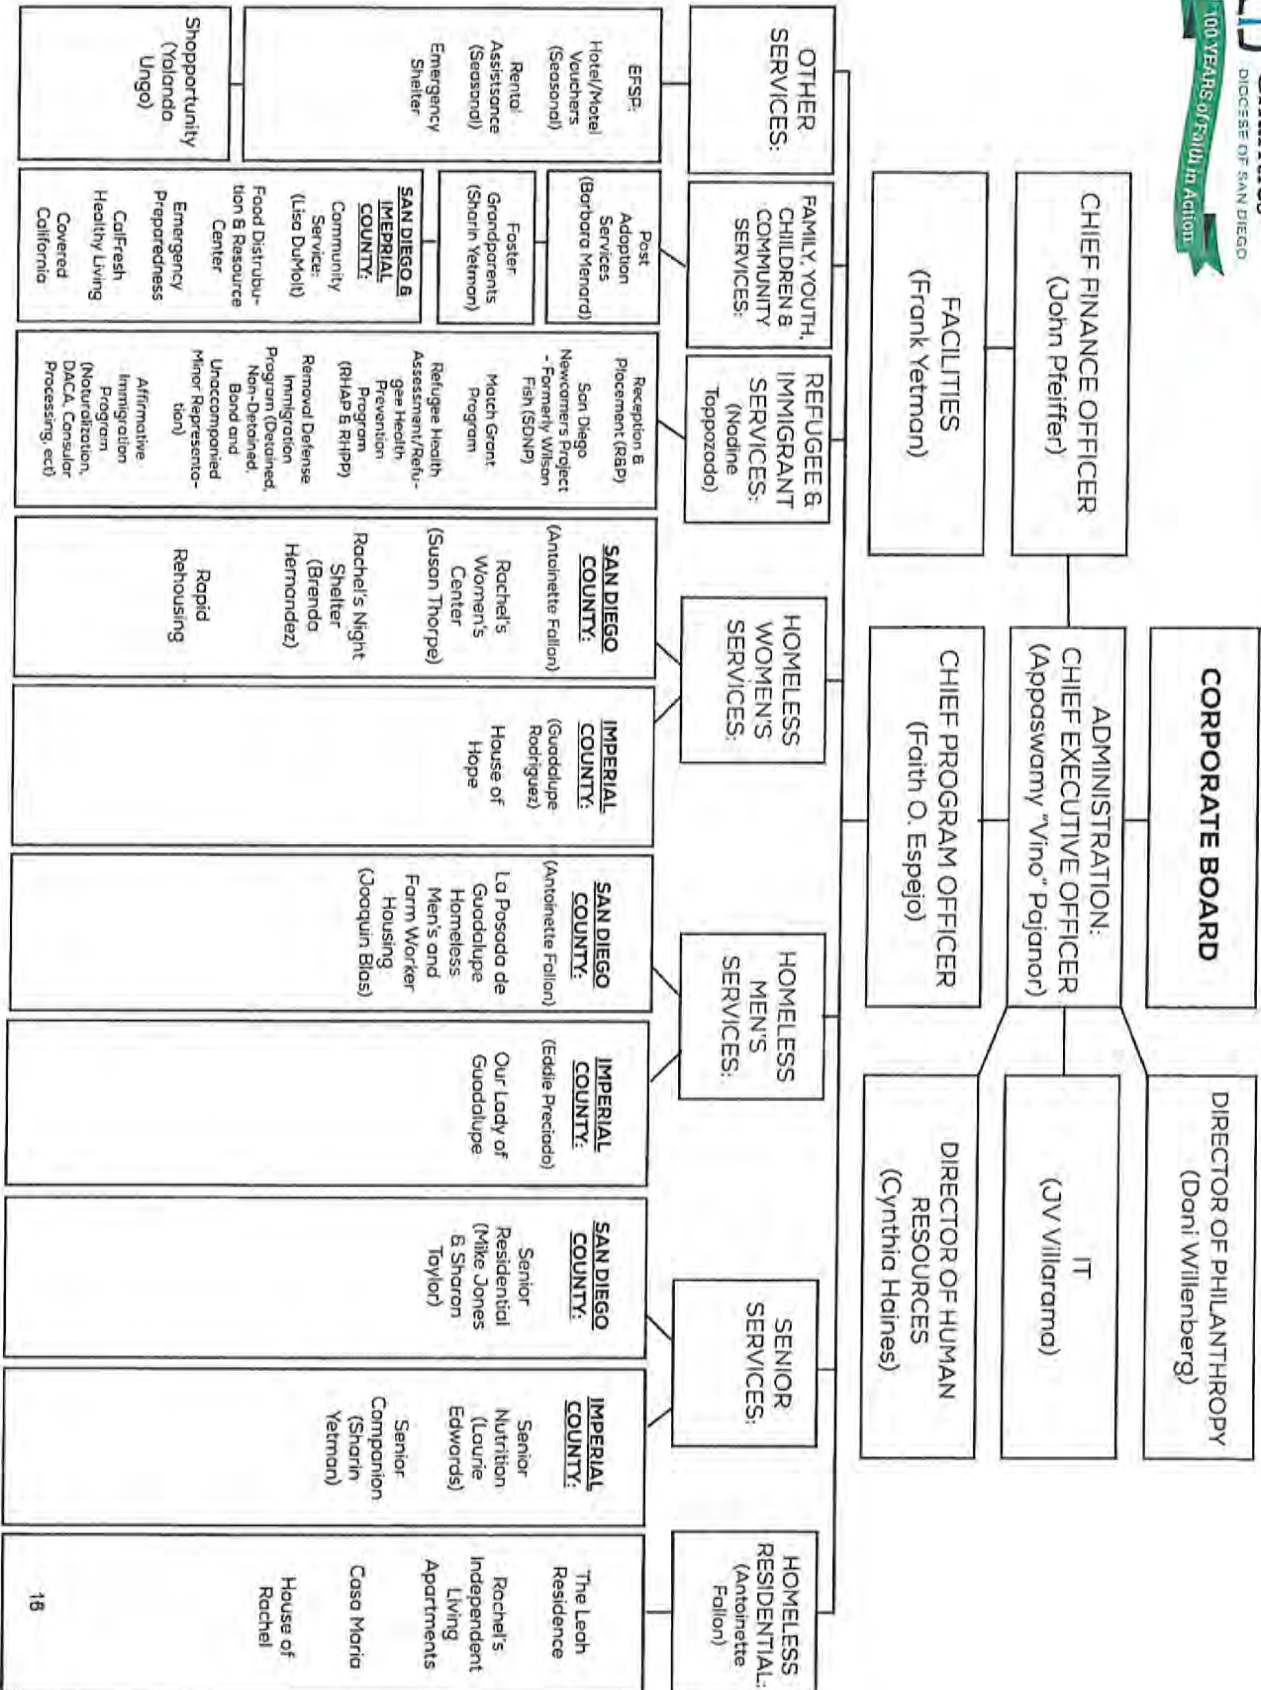 DIOCESE OF SAN DIEGO
100 YEARS of Faith in Action
CORPORATE BOARD
ADMINISTRATION:
CHIEF EXECUTIVE OFFICER
(Appaswamy "Vino" Pajanor)
CHIEF FINANCE OFFICER
(John Pfeiffer)
FACILITIES
(Frank Yetman)
CHIEF PROGRAM OFFICER
(Faith O. Espejo)
DIRECTOR OF PHILANTHROPY
(Dani Willenberg)
IT
(JV Villarama)
DIRECTOR OF HUMAN
RESOURCES
(Cynthia Haines)
OTHER
SERVICES:
EFSP:
Hotel/Motel
Vouchers
(Seasonal)
Rental
Assistsance
(Seasonal)
Emergency
Shelter
Shopportunity
(Yolanda
Ungo)
FAMILY, YOUTH,
CHILDREN &
COMMUNITY
SERVICES:
Post
Adoption
Services
(Barbara Menard)
Foster
Grandparents
(Sharin Yetman)
SAN DIEGO &
IMEPRIAL
COUNTY:
Community
Service:
(Lisa DuMolt)
Food Distrubu-
tion & Resource
Center
Emergency
Preparedness
CalFresh
Healthy Living
Covered
California
REFUGEE &
IMMIGRANT
SERVICES:
(Nadine
Toppozada)
Reception &
Placement (R&P)
San Diego
Newcomers Project
- Formerly Wilson
Fish (SDNP)
Match Grant
Program
Refugee Health
Assessment/Refu-
gee Health
Prevention
Program
(RHAP & RHPP)
Removal Defense
Immigration
Program (Detained,
Non-Detained,
Bond and
Unaccompanied
Minor Representa-
tion)
Affirmative
Immigration
Program
(Naturalization,
DACA, Consular
Processing, ect)
HOMELESS
WOMEN'S
SERVICES:
SAN DIEGO
COUNTY:
(Antoinette Fallon)
Rachel's
Women's
Center
(Susan Thorpe)
Rachel's Night
Shelter
(Brenda
Hernandez)
Rapid
Rehousing
IMPERIAL
COUNTY:
(Guadalupe
Rodriguez)
House of
Hope
HOMELESS
MEN'S
SERVICES:
SAN DIEGO
COUNTY:
(Antoinette Fallon)
La Posada de
Guadalupe
Homeless
Men's and
Farm Worker
Housing
(Joaquin Blas)
IMPERIAL
COUNTY:
(Eddie Preciado)
Our Lady of
Guadalupe
SENIOR
SERVICES:
SAN DIEGO
COUNTY:
Senior
Residential
(Mike Jones
& Sharon
Taylor)
IMPERIAL
COUNTY:
Senior
Nutrition
(Laurie
Edwards)
Senior
Companion
(Sharin
Yetman)
HOMELESS
RESIDENTIAL:
(Antoinette
Fallon)
The Leah
Residence
Rachel's
Independent
Living
Apartments
Casa Maria
House of
Rachel
16